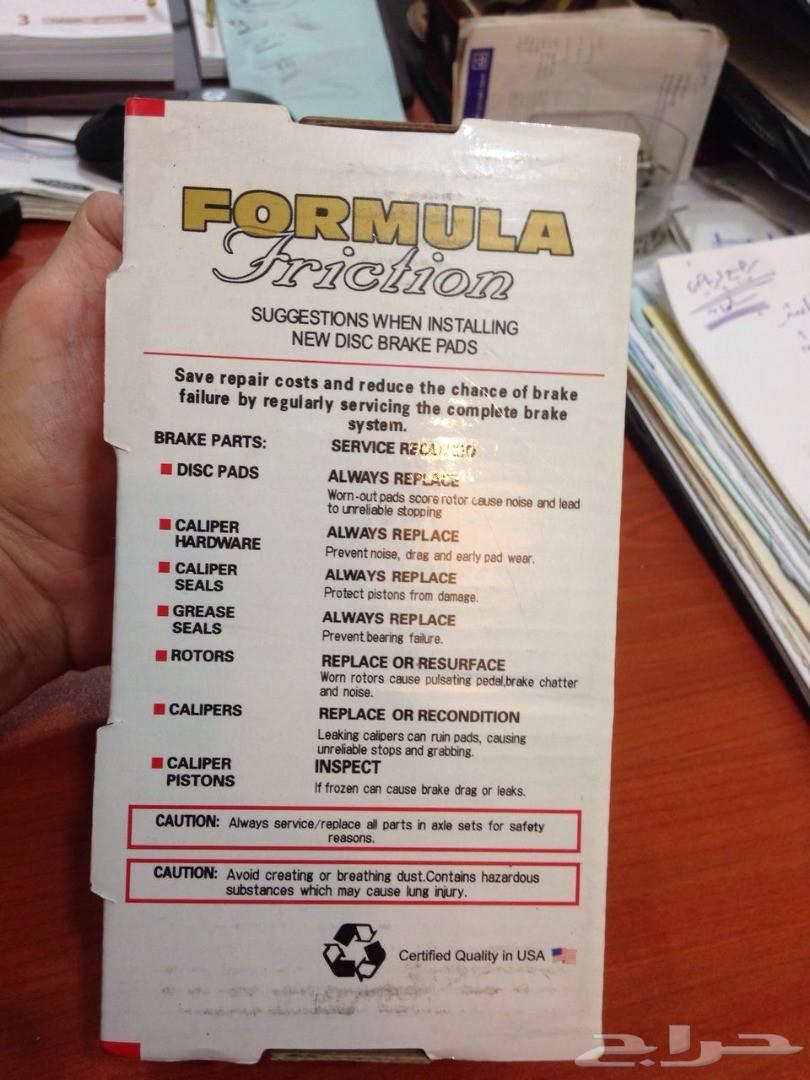 3
FORMULA
Friction
SUGGESTIONS WHEN INSTALLING
NEW DISC BRAKE PADS
Save repair costs and reduce the chance of brake
failure by regularly servicing the complete brake
system.
BRAKE PARTS: SERVICE
DISC PADS ALWAYS REPLACE
Worn-out pads score rotor cause noise and lead
to unreliable stopping
CALIPER HARDWARE ALWAYS REPLACE
Prevent noise, drag and early pad wear.
CALIPER SEALS ALWAYS REPLACE
Protect pistons from damage.
GREASE SEALS ALWAYS REPLACE
Prevent bearing failure.
ROTORS REPLACE OR RESURFACE
Worn rotors cause pulsating pedal,brake chatter
and noise.
CALIPERS REPLACE OR RECONDITION
Leaking calipers can ruin pads, causing
unreliable stops and grabbing.
CALIPER PISTONS INSPECT
If frozen can cause brake drag or leaks.
CAUTION: Always service/replace all parts in axle sets for safety
reasons.
CAUTION: Avoid creating or breathing dust.Contains hazardous
substances which may cause lung injury.
Certified Quality in USA
حراج